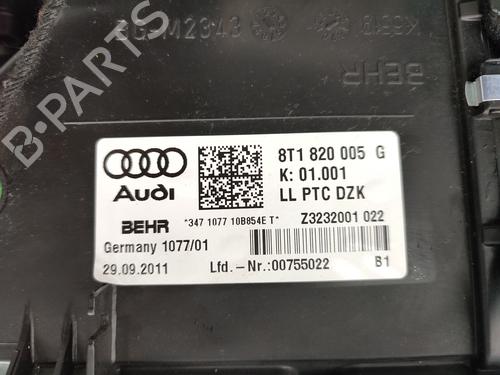 BEHR
B-Parts
Audi
8T1 820 005 G
K: 01.001
LL PTC DZK
BEHR
*347 1077 10B854E T*
Z3232001 022
Germany 1077/01
29.09.2011
Lfd.-Nr.:00755022
B1